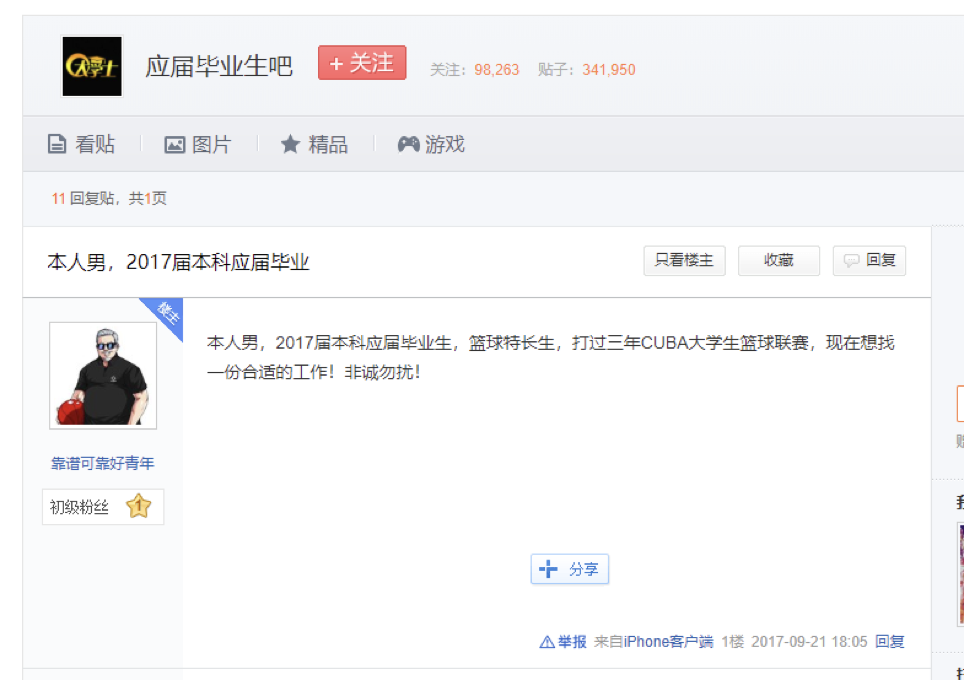 大學士
应届毕业生吧
+ 关注
关注：98,263 贴子：341,950
看贴 图片 精品 游戏
11 回复贴，共1页
本人男，2017届本科应届毕业
只看楼主 收藏 回复
楼主
本人男，2017届本科应届毕业生，篮球特长生，打过三年CUBA大学生篮球联赛，现在想找
一份合适的工作！非诚勿扰！
靠谱可靠好青年
初级粉丝 1
分享
举报 来自iPhone客户端 1楼 2017-09-21 18:05 回复